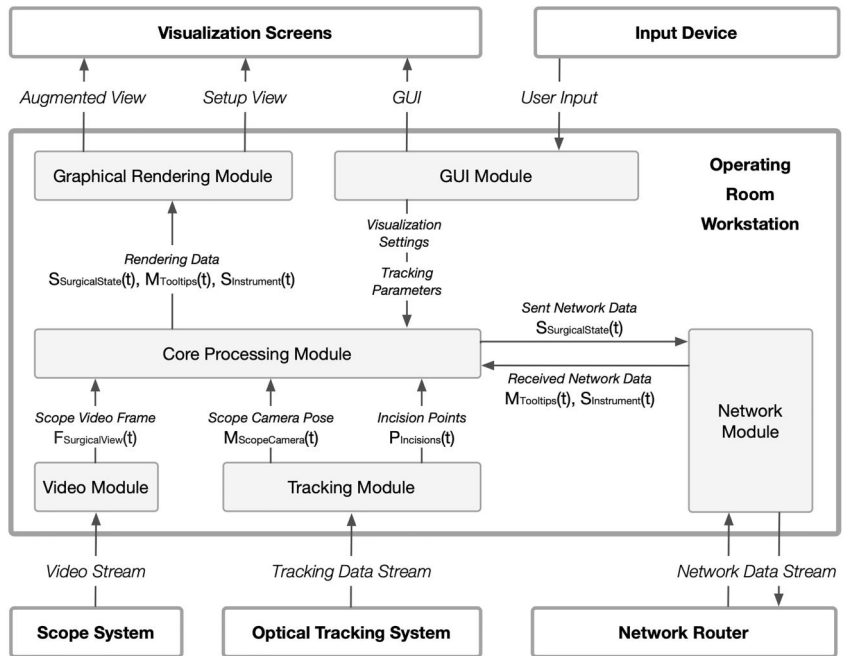 Visualization Screens
Input Device
Augmented View
Setup View
GUI
User Input
Graphical Rendering Module
GUI Module
Operating
Room
Workstation
Visualization
Settings
Tracking
Parameters
Rendering Data
SSurgicalState(t), MTooltips(t), SInstrument(t)
Core Processing Module
Sent Network Data
SSurgicalState(t)
Received Network Data
MTooltips(t), SInstrument(t)
Network
Module
Scope Video Frame
FSurgicalView(t)
Scope Camera Pose
MScopeCamera(t)
Incision Points
PIncisions(t)
Video Module
Tracking Module
Video Stream
Tracking Data Stream
Network Data Stream
Scope System
Optical Tracking System
Network Router